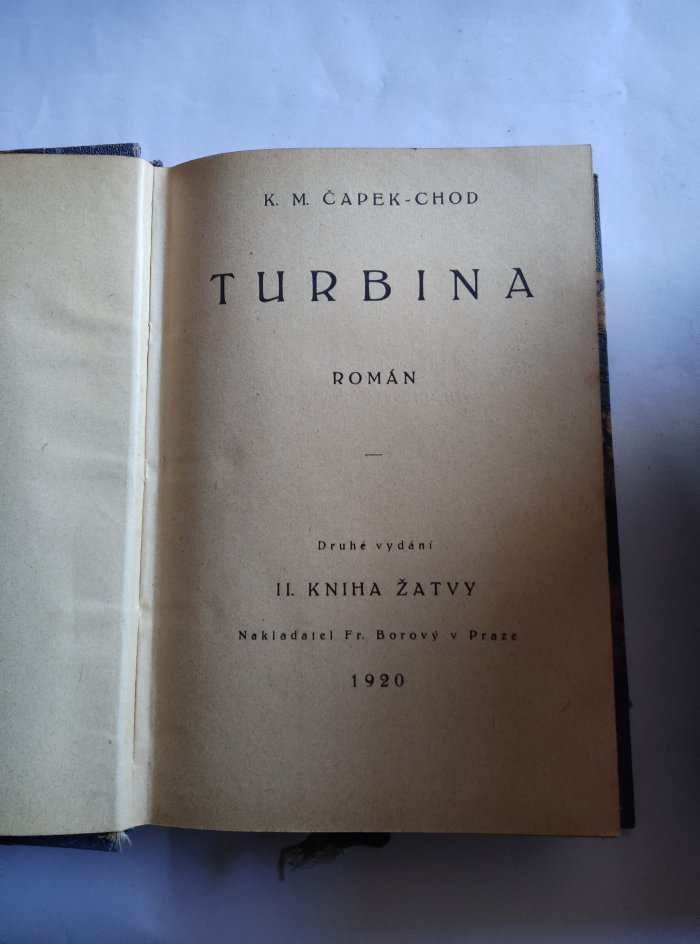 K. M. ČAPEK-CHOD
TURBINA
ROMÁN
Druhé vydání
II. KNIHA ŽATVY
Nakladatel Fr. Borový v Praze
1920